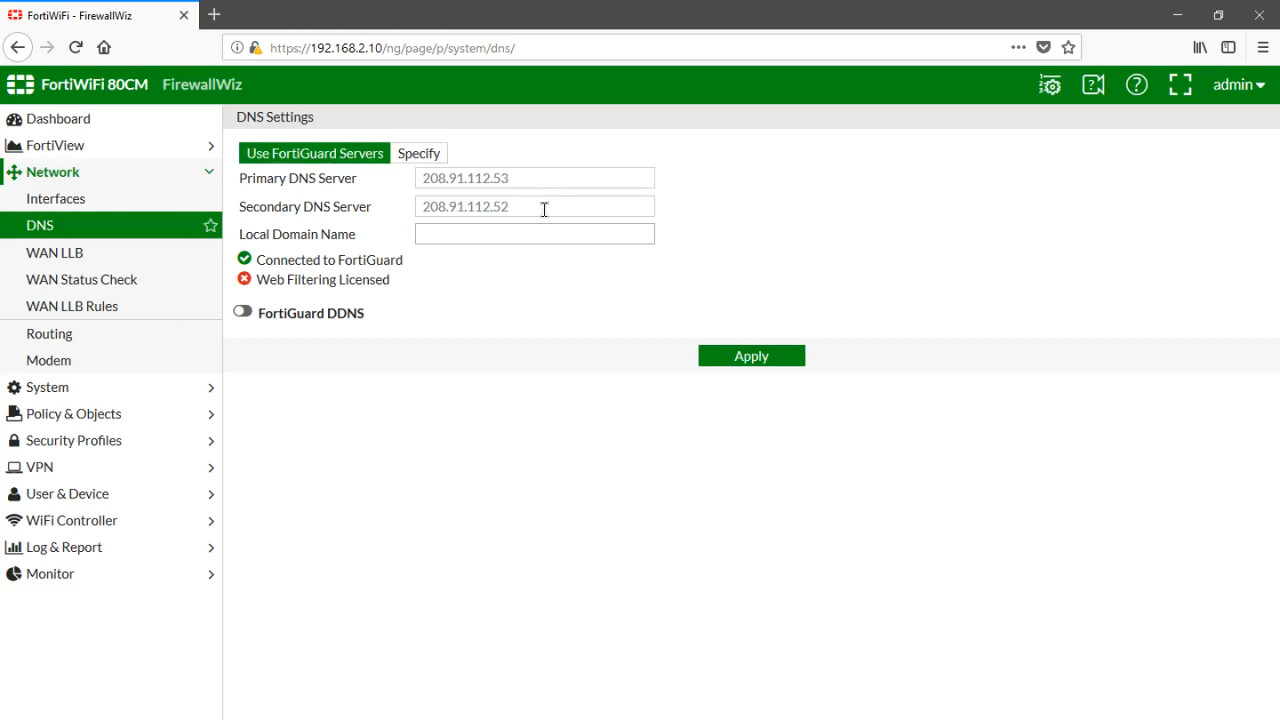 FortiWiFi - FirewallWiz
https://192.168.2.10/ng/page/p/system/dns/
FortiWiFi 80CM FirewallWiz admin
Dashboard
FortiView
Network
Interfaces
DNS
WAN LLB
WAN Status Check
WAN LLB Rules
Routing
Modem
System
Policy & Objects
Security Profiles
VPN
User & Device
WiFi Controller
Log & Report
Monitor
DNS Settings
Use FortiGuard Servers Specify
Primary DNS Server 208.91.112.53
Secondary DNS Server 208.91.112.52
Local Domain Name
Connected to FortiGuard
Web Filtering Licensed
FortiGuard DDNS
Apply